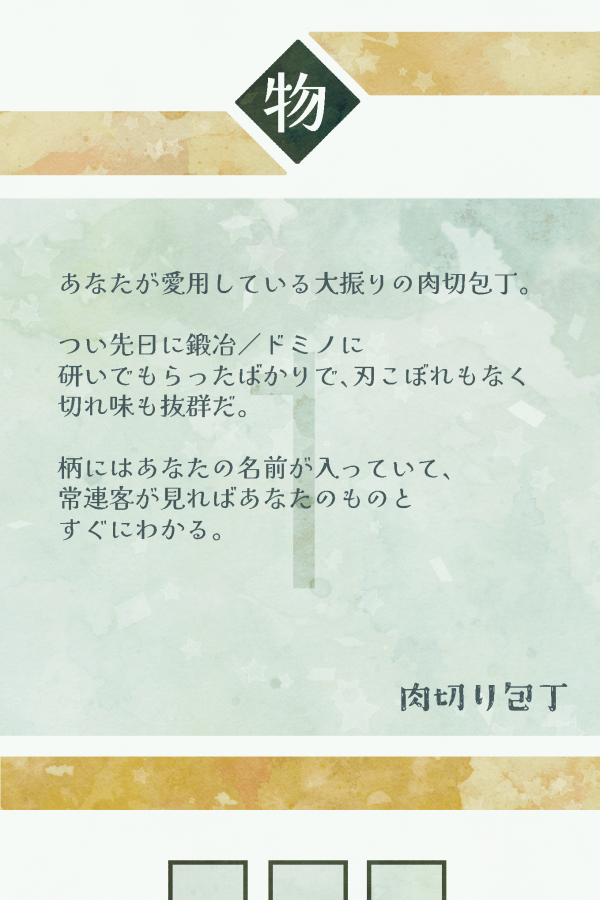 物
あなたが愛用している大振りの肉切包丁。
つい先日に鍛冶／ドミノに
研いでもらったばかりで、刃こぼれもなく
切れ味も抜群だ。
柄にはあなたの名前が入っていて、
常連客が見ればあなたのものと
すぐにわかる。
1
肉切り包丁